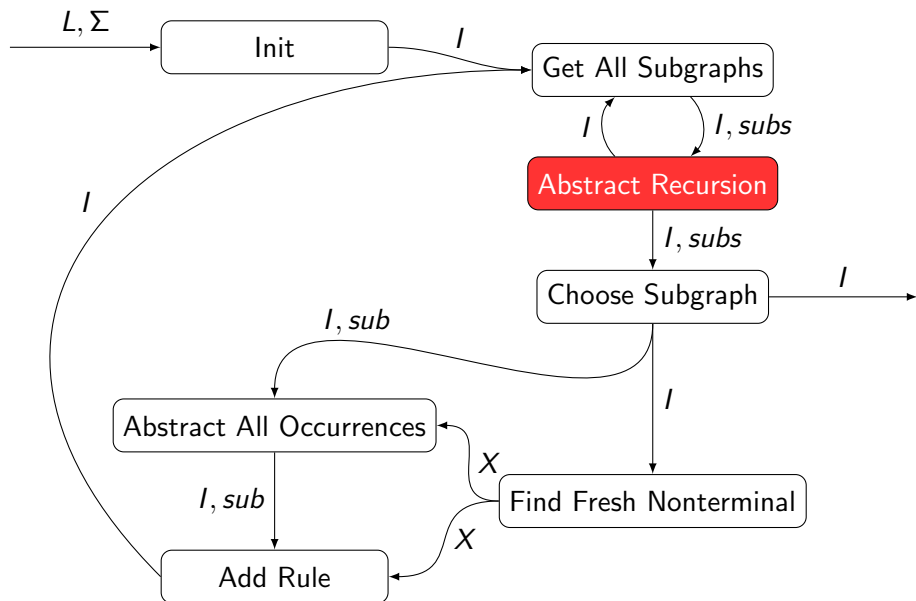 L, Σ
Init
I
Get All Subgraphs
I
I, subs
Abstract Recursion
I
I, subs
Choose Subgraph
I
I, sub
I
Abstract All Occurrences
X
I, sub
Find Fresh Nonterminal
X
Add Rule